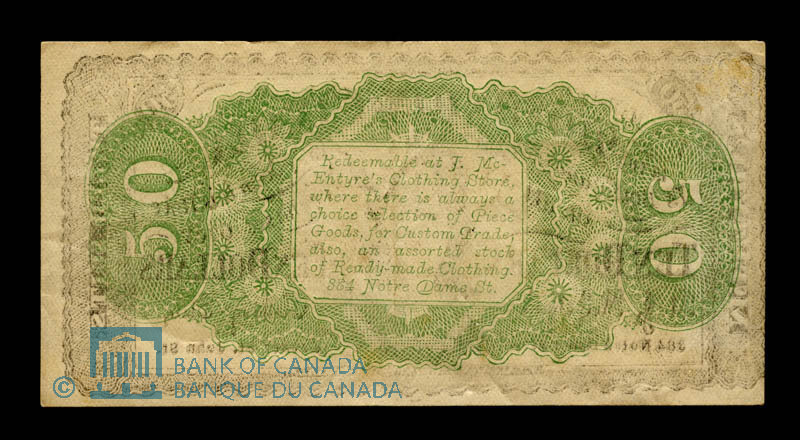 50
Redeemable at J. Mc-
Entyre's Clothing Store,
where there is always a
choice selection of Piece
Goods, for Custom Trade,
also, an assorted stock
of Ready-made Clothing.
384 Notre Dame St.
50
384 Not
© BANK OF CANADA
BANQUE DU CANADA